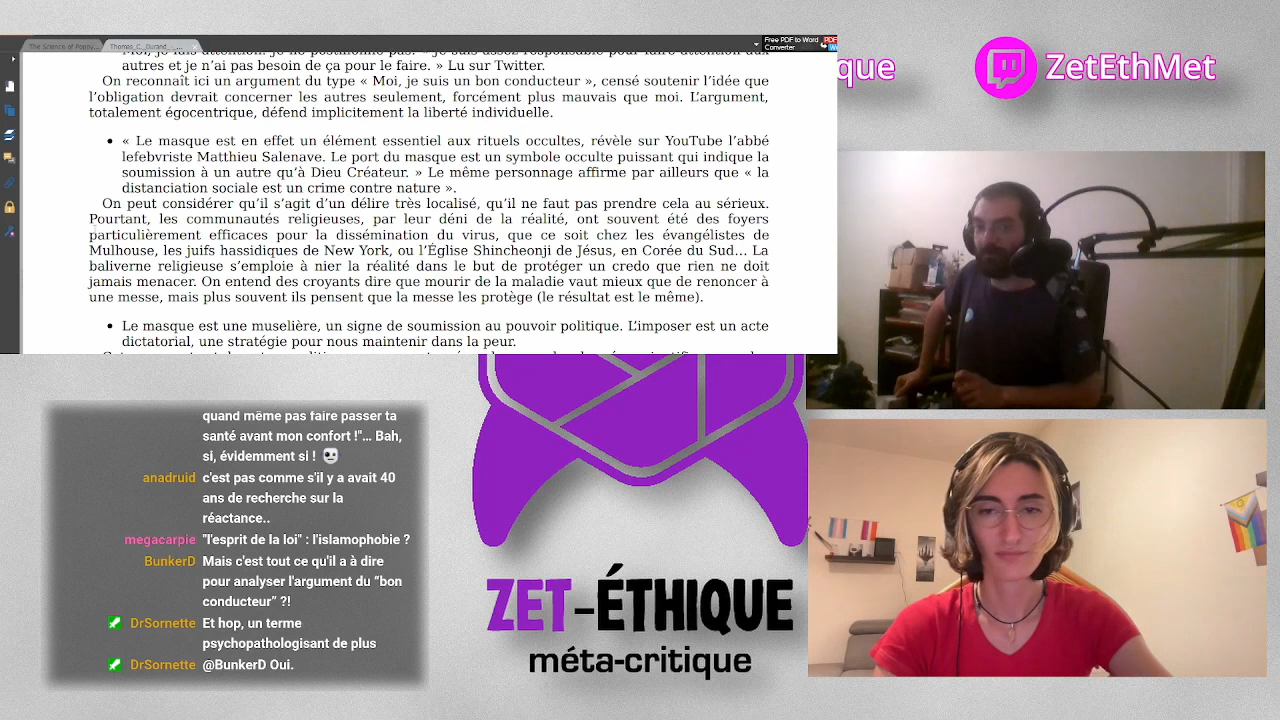 The Science of Poppy...
Thomas_C._Durand_...
Free PDF to Word
Converter
autres et je n'ai pas besoin de ça pour le faire. » Lu sur Twitter.
On reconnaît ici un argument du type « Moi, je suis un bon conducteur », censé soutenir l'idée que
l'obligation devrait concerner les autres seulement, forcément plus mauvais que moi. L'argument,
totalement égocentrique, défend implicitement la liberté individuelle.
• « Le masque est en effet un élément essentiel aux rituels occultes, révèle sur YouTube l'abbé
lefebvriste Matthieu Salenave. Le port du masque est un symbole occulte puissant qui indique la
soumission à un autre qu'à Dieu Créateur. » Le même personnage affirme par ailleurs que « la
distanciation sociale est un crime contre nature ».
On peut considérer qu'il s'agit d'un délire très localisé, qu'il ne faut pas prendre cela au sérieux.
Pourtant, les communautés religieuses, par leur déni de la réalité, ont souvent été des foyers
particulièrement efficaces pour la dissémination du virus, que ce soit chez les évangélistes de
Mulhouse, les juifs hassidiques de New York, ou l'Église Shincheonji de Jésus, en Corée du Sud... La
baliverne religieuse s'emploie à nier la réalité dans le but de protéger un credo que rien ne doit
jamais menacer. On entend des croyants dire que mourir de la maladie vaut mieux que de renoncer à
une messe, mais plus souvent ils pensent que la messe les protège (le résultat est le même).
• Le masque est une muselière, un signe de soumission au pouvoir politique. L'imposer est un acte
dictatorial, une stratégie pour nous maintenir dans la peur.
que
ZetEthMet
quand même pas faire passer ta
santé avant mon confort !"... Bah,
si, évidemment si !
anadruid c'est pas comme s'il y a avait 40
ans de recherche sur la
réactance..
megacarpie "l'esprit de la loi" : l'islamophobie ?
BunkerD Mais c'est tout ce qu'il a à dire
pour analyser l'argument du “bon
conducteur” ?!
DrSornette Et hop, un terme
psychopathologisant de plus
DrSornette @BunkerD Oui.
ZET-ÉTHIQUE
méta-critique